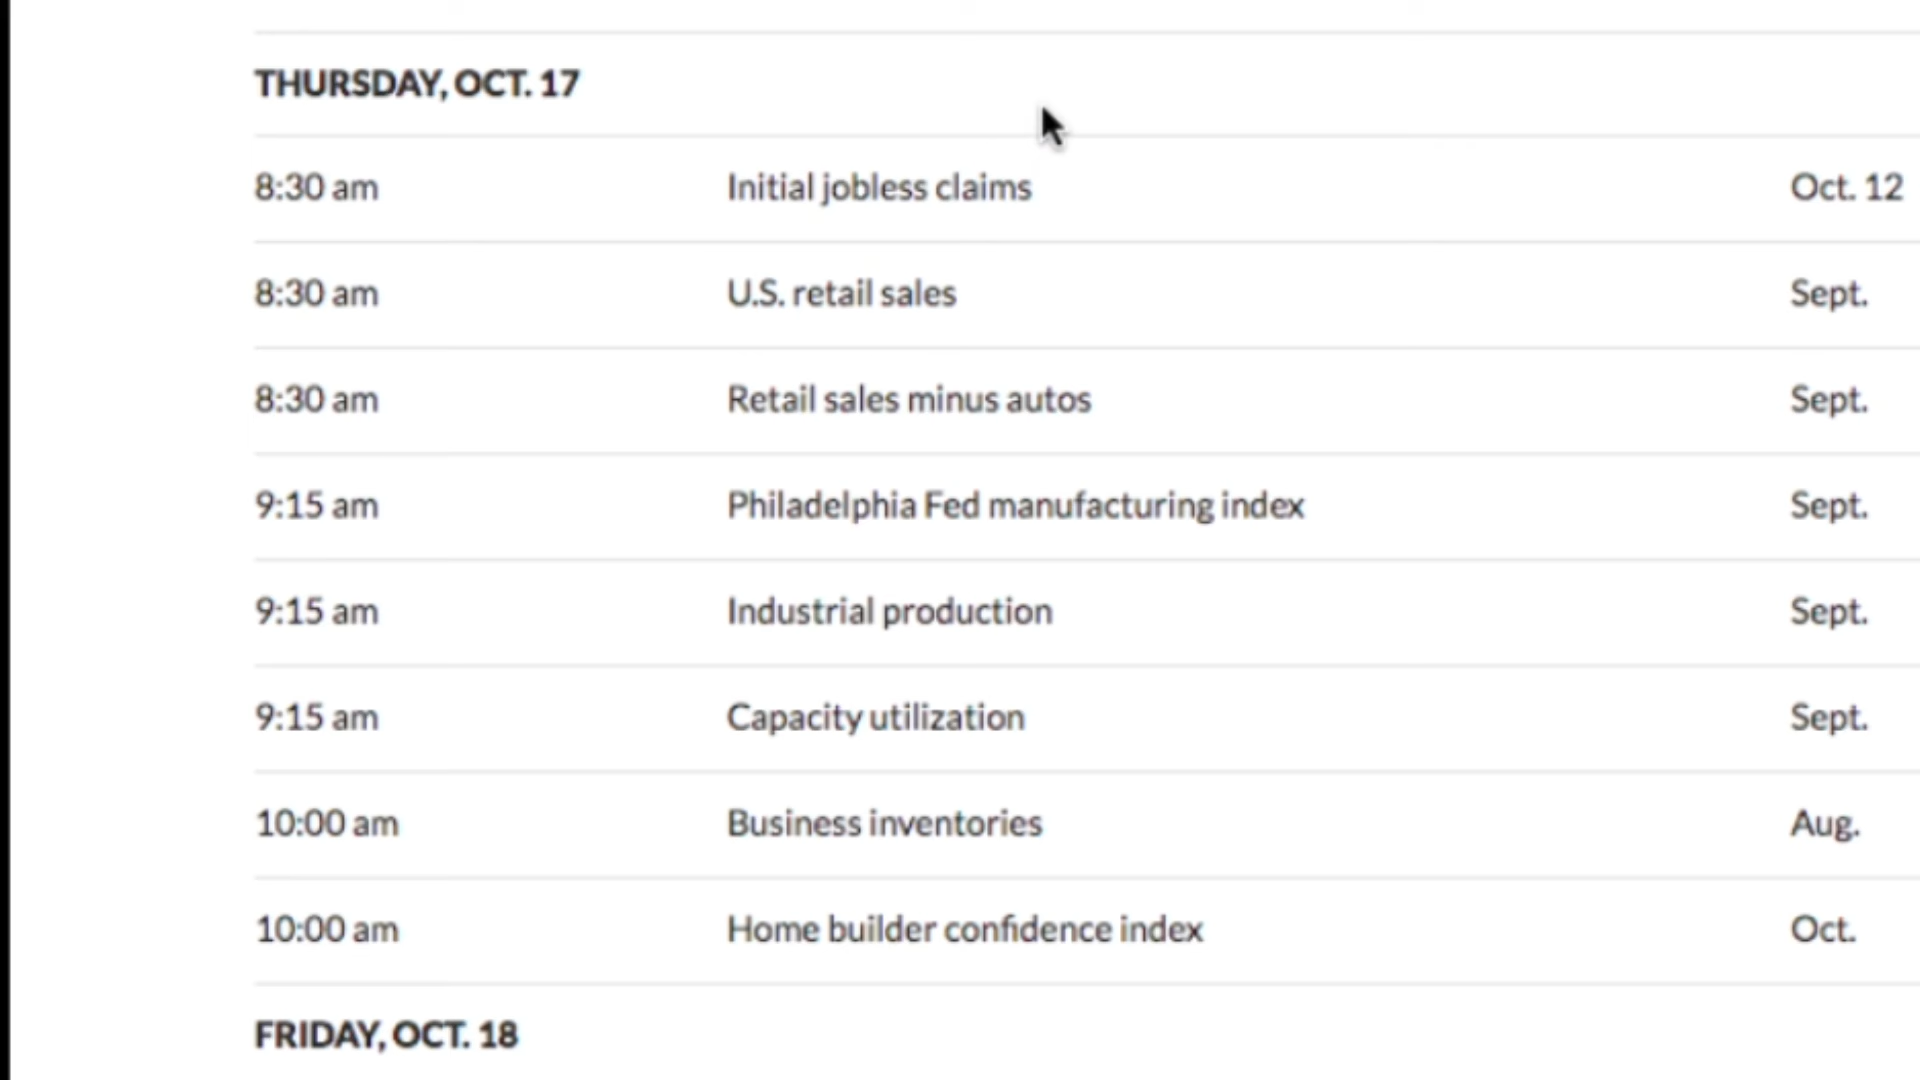 THURSDAY, OCT. 17
8:30 am Initial jobless claims Oct. 12
8:30 am U.S. retail sales Sept.
8:30 am Retail sales minus autos Sept.
9:15 am Philadelphia Fed manufacturing index Sept.
9:15 am Industrial production Sept.
9:15 am Capacity utilization Sept.
10:00 am Business inventories Aug.
10:00 am Home builder confidence index Oct.
FRIDAY, OCT. 18